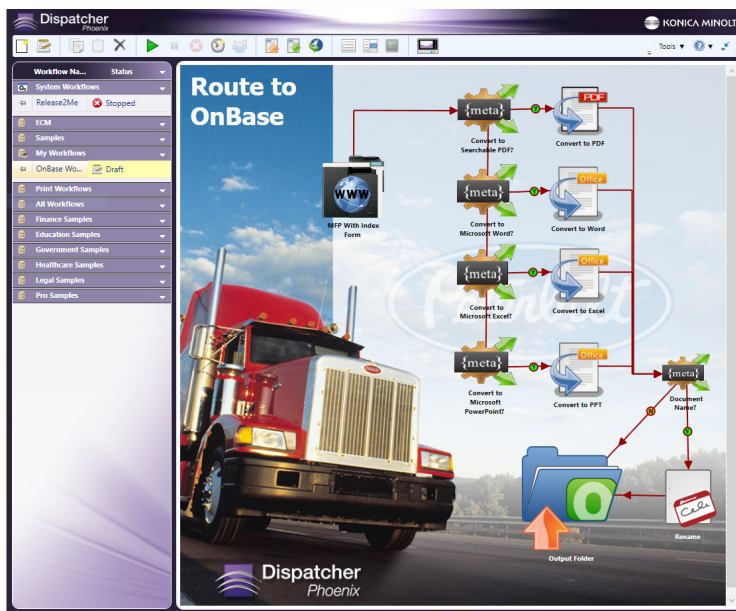 Dispatcher
Phoenix
KONICA MINOLT
Tools
Workflow Na... Status
System Workflows
Release2Me Stopped
ECM
Samples
My Workflows
OnBase Wo... Draft
Print Workflows
All Workflows
Finance Samples
Education Samples
Government Samples
Healthcare Samples
Legal Samples
Pro Samples
Route to
OnBase
WWW
MFP With Index
Form
{meta}
Convert to
Searchable PDF?
Y
PDF
Convert to PDF
{meta}
Convert to
Microsoft Word?
Office
Convert to Word
{meta}
Convert to
Microsoft Excel?
Y
Office
Convert to Excel
Peterbilt
{meta}
Convert to
Microsoft
PowerPoint?
Y
Office
Convert to PPT
{meta}
Document
Name?
N
Y
O
Output Folder
Rename
Dispatcher
Phoenix